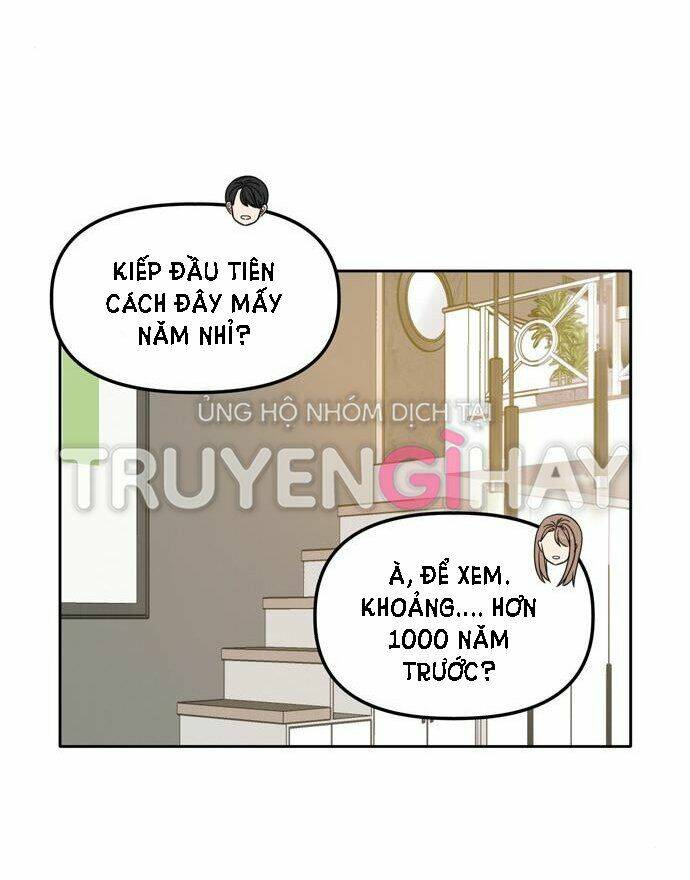 KIẾP ĐẦU TIÊN
CÁCH ĐÂY MẤY
NĂM NHỈ?
ỦNG HỘ NHÓM DỊCH TẠI
TRUYENGIHAY
À, ĐỂ XEM.
KHOẢNG.... HƠN
1000 NĂM
TRƯỚC?